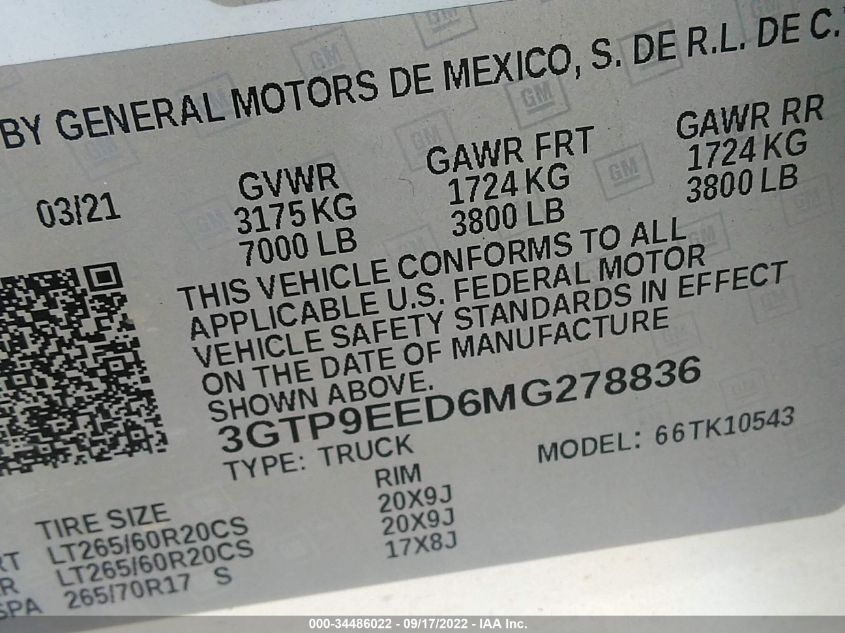 BY GENERAL MOTORS DE MEXICO, S. DE R.L. DE C.
03/21 GVWR GAWR FRT GAWR RR
3175 KG 1724 KG 1724 KG
7000 LB 3800 LB 3800 LB
THIS VEHICLE CONFORMS TO ALL
APPLICABLE U.S. FEDERAL MOTOR
VEHICLE SAFETY STANDARDS IN EFFECT
ON THE DATE OF MANUFACTURE
SHOWN ABOVE.
3GTP9EED6MG278836
TYPE: TRUCK MODEL: 66TK10543
TIRE SIZE RIM
RT LT265/60R20CS 20X9J
RR LT265/60R20CS 20X9J
SPA 265/70R17 S 17X8J
000-34486022 - 09/17/2022 - IAA Inc.